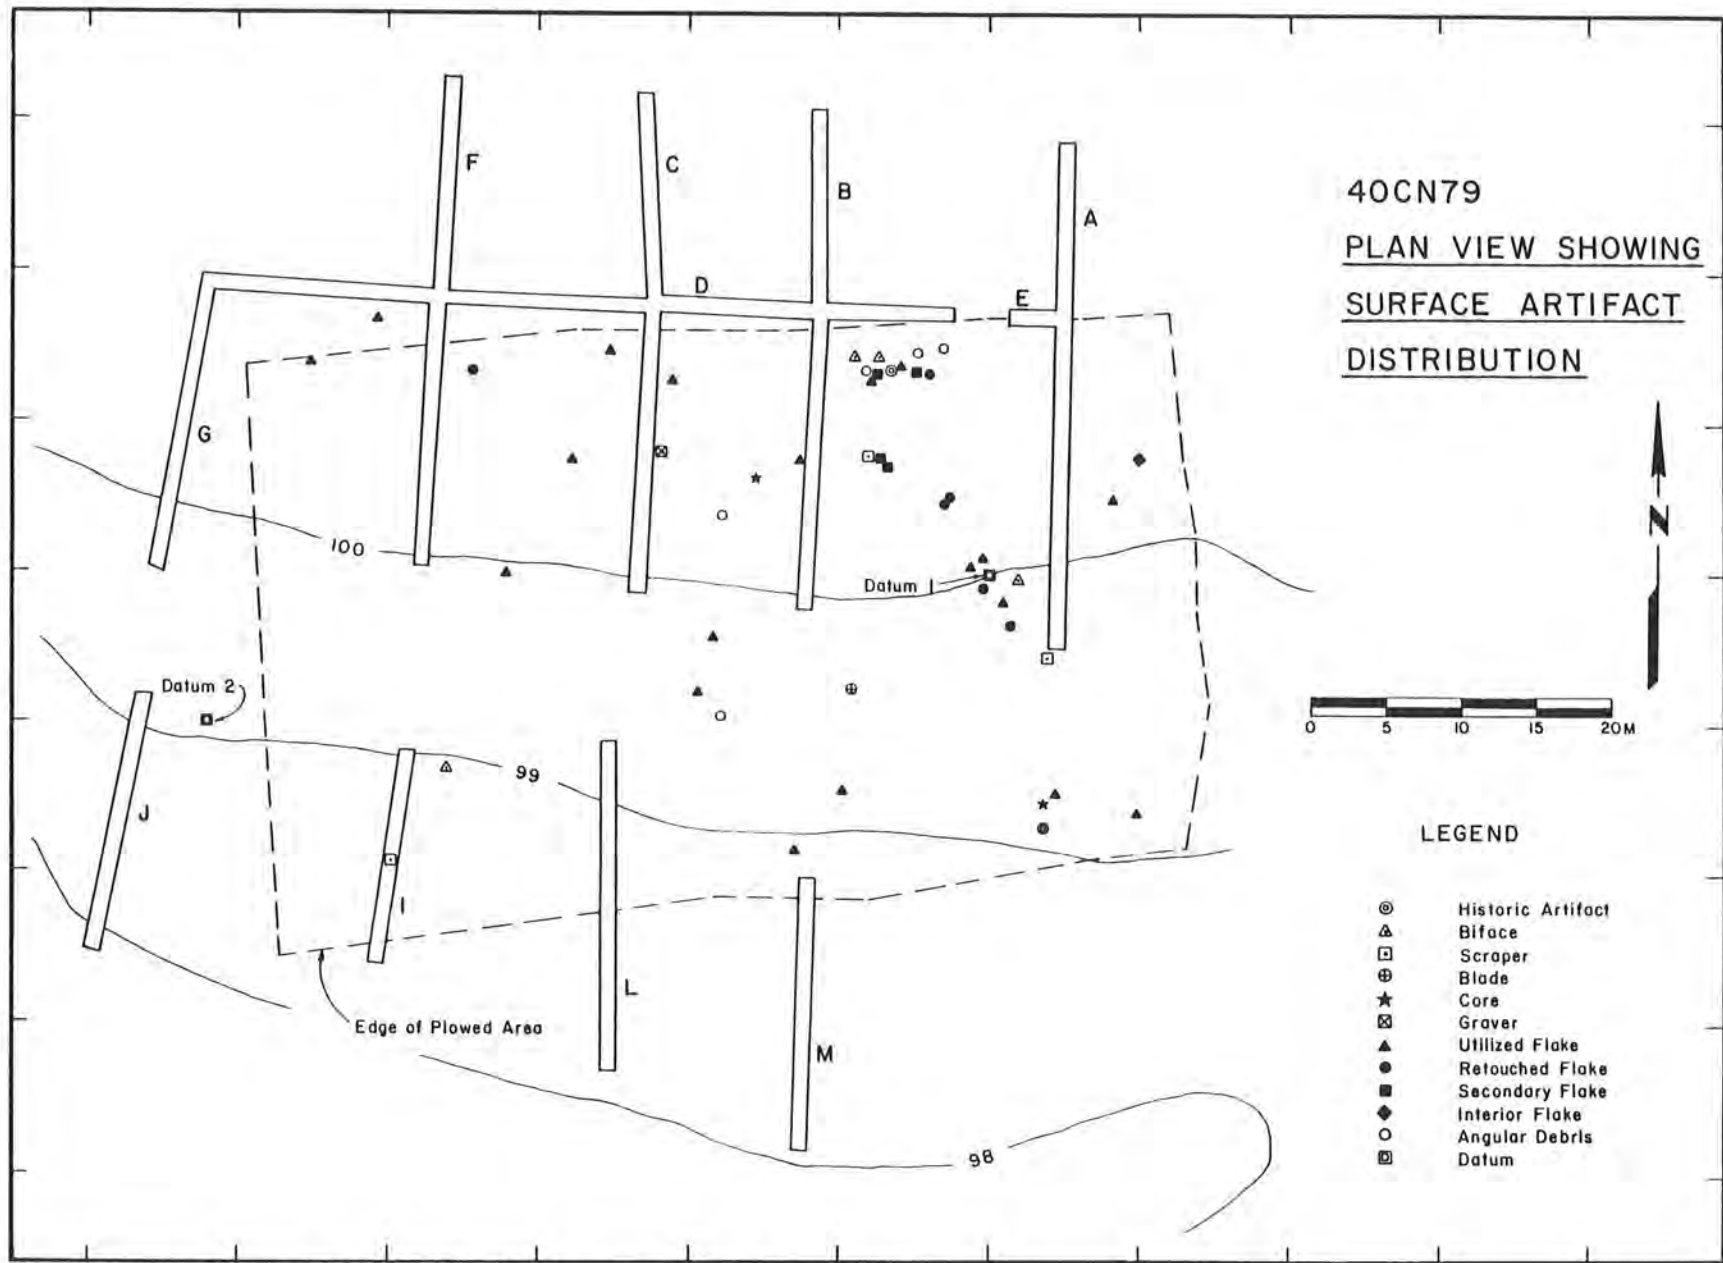 F
C
B
A
40CN79
PLAN VIEW SHOWING
SURFACE ARTIFACT
DISTRIBUTION
D
E
G
N
100
Datum 1
Datum 2
0 5 10 15 20M
99
J
I
LEGEND
Historic Artifact
Biface
Scraper
Blade
Core
Graver
Utilized Flake
Retouched Flake
Secondary Flake
Interior Flake
Angular Debris
Datum
L
Edge of Plowed Area
M
98